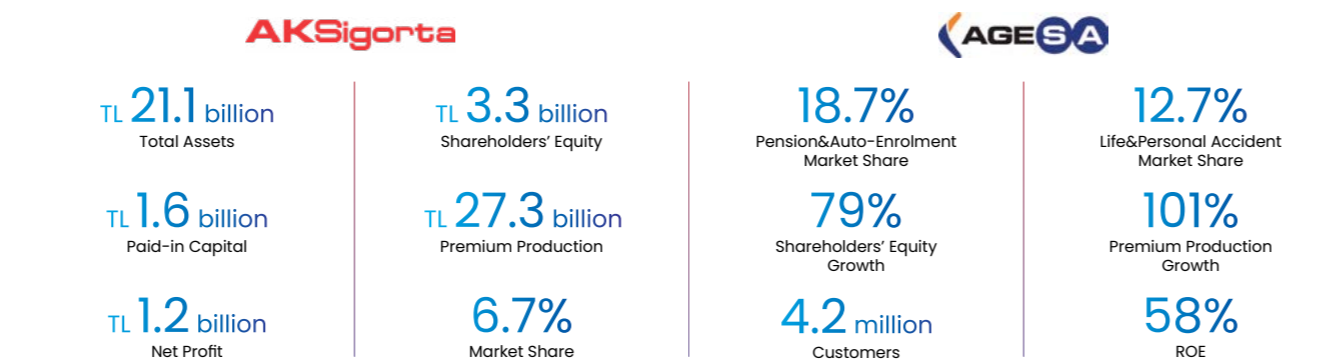 AKSigorta
AGESA
TL 21.1 billion
Total Assets
TL 1.6 billion
Paid-in Capital
TL 1.2 billion
Net Profit
TL 3.3 billion
Shareholders’ Equity
TL 27.3 billion
Premium Production
6.7%
Market Share
18.7%
Pension&Auto-Enrolment
Market Share
79%
Shareholders’ Equity
Growth
4.2 million
Customers
12.7%
Life&Personal Accident
Market Share
101%
Premium Production
Growth
58%
ROE